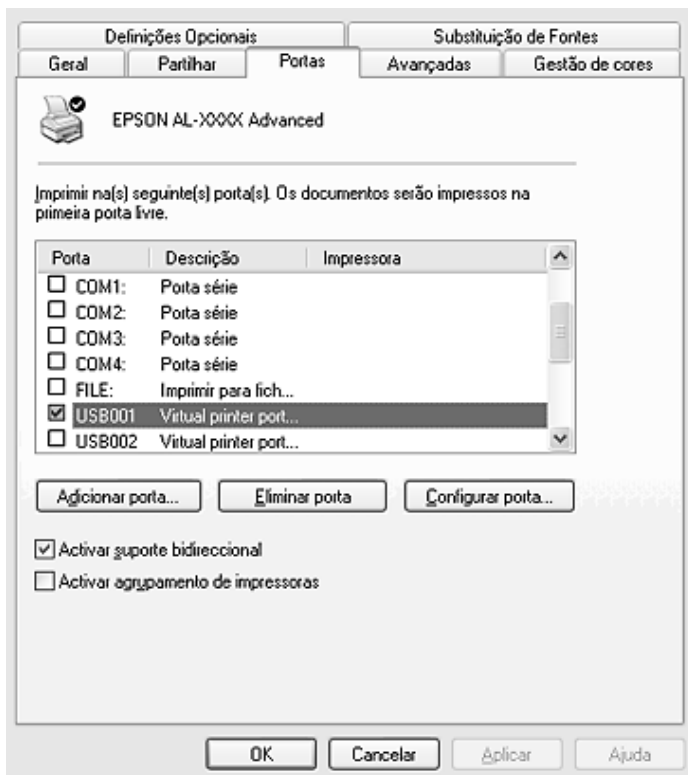 Definições Opcionais Substituição de Fontes
Geral Partilhar Portas Avançadas Gestão de cores
EPSON AL-XXXX Advanced
Imprimir na(s) seguinte(s) porta(s). Os documentos serão impressos na
primeira porta livre.
Porta Descrição Impressora
COM1: Porta série
COM2: Porta série
COM3: Porta série
COM4: Porta série
FILE: Imprimir para fich...
USB001 Virtual printer port...
USB002 Virtual printer port...
Adicionar porta... Eliminar porta Configurar porta...
Activar suporte bidireccional
Activar agrupamento de impressoras
OK Cancelar Aplicar Ajuda